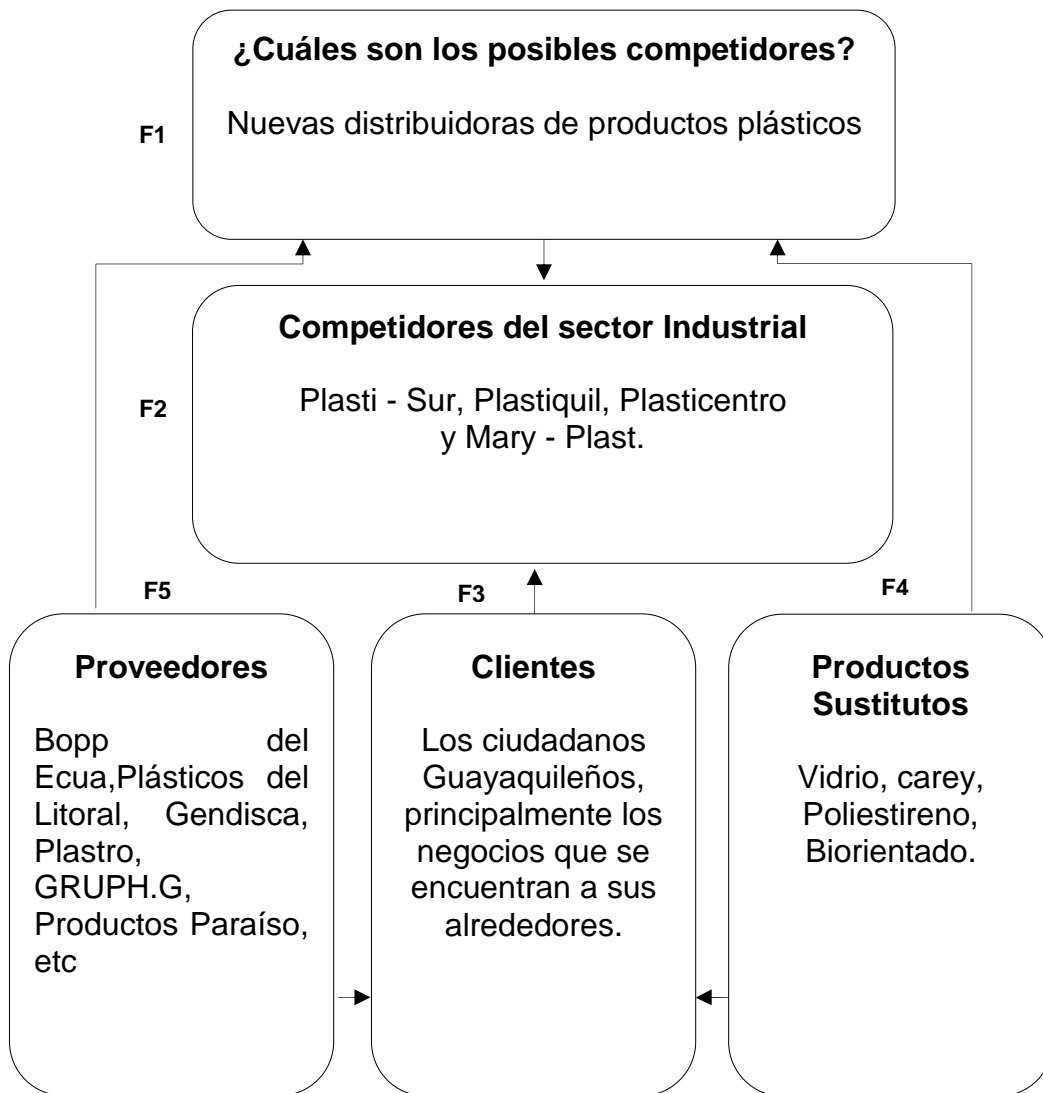 ¿Cuáles son los posibles competidores?
Nuevas distribuidoras de productos plásticos
F1
Competidores del sector Industrial
Plasti - Sur, Plastiquil, Plasticentro
y Mary - Plast.
F2
F5
F3
F4
Proveedores
Bopp del
Ecua,Plásticos del
Litoral, Gendisca,
Plastro,
GRUPH.G,
Productos Paraíso,
etc
Clientes
Los ciudadanos
Guayaquileños,
principalmente los
negocios que se
encuentran a sus
alrededores.
Productos
Sustitutos
Vidrio, carey,
Poliestireno,
Biorientado.